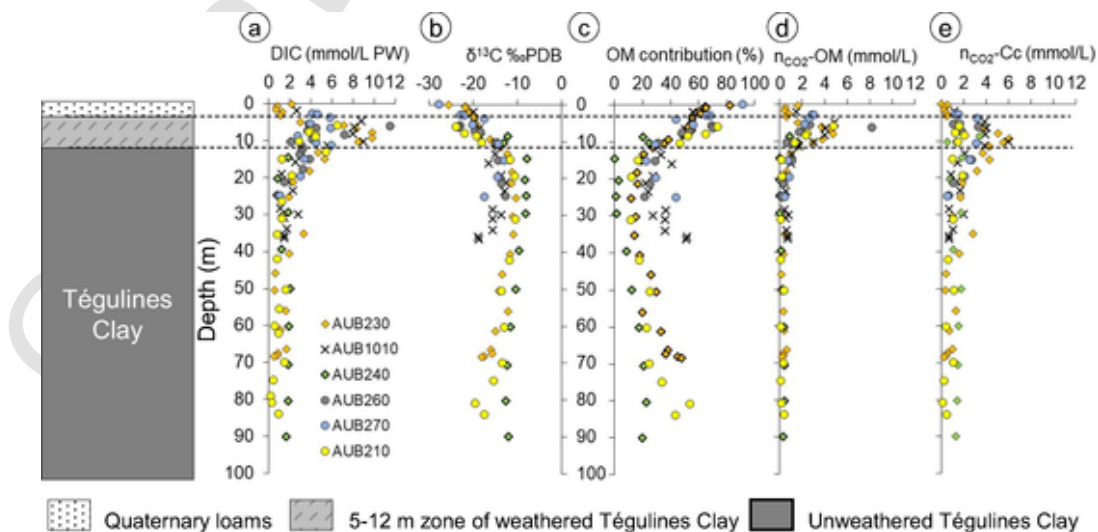 a b c d e
DIC (mmol/L PW) δ¹³C ‰PDB OM contribution (%) nCO2-OM (mmol/L) nCO2-Cc (mmol/L)
0 2 4 6 8 10 12 -30 -20 -10 0 0 20 40 60 80 100 0 2 4 6 8 10 12 0 2 4 6 8 10 12
0 0
10 10
20 20
30 30
40 40
50 50
60 60
70 70
80 80
90 90
100 100
Depth (m)
Tégulines
Clay
AUB230
AUB1010
AUB240
AUB260
AUB270
AUB210
Quaternary loams 5-12 m zone of weathered Tégulines Clay Unweathered Tégulines Clay